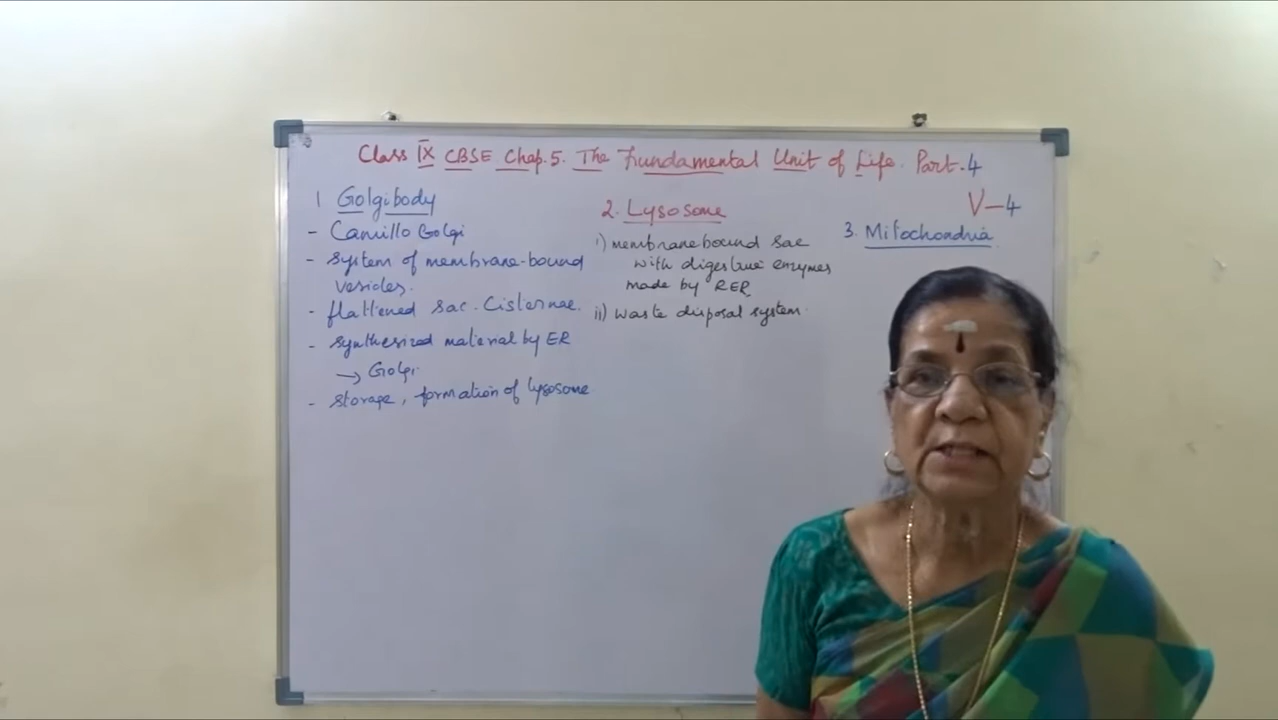 Class IX CBSE Chap. 5. The Fundamental Unit of Life. Part. 4
V-4
1 Golgibody
- Camillo Golgi
- System of membrane-bound
vesicles.
- flattened sac. Cisternae.
- synthesized material by ER
→ Golgi
- storage, formation of lysosome
2. Lysosome
i) membrane bound sac
with digestive enzymes
made by RER
ii) waste disposal system.
3. Mitochondria